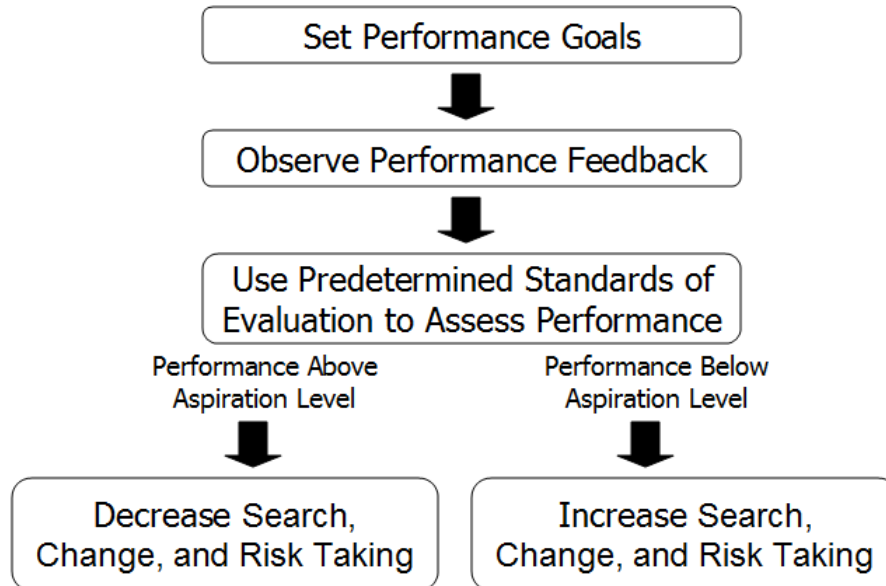 Set Performance Goals
Observe Performance Feedback
Use Predetermined Standards of
Evaluation to Assess Performance
Performance Above
Aspiration Level
Performance Below
Aspiration Level
Decrease Search,
Change, and Risk Taking
Increase Search,
Change, and Risk Taking